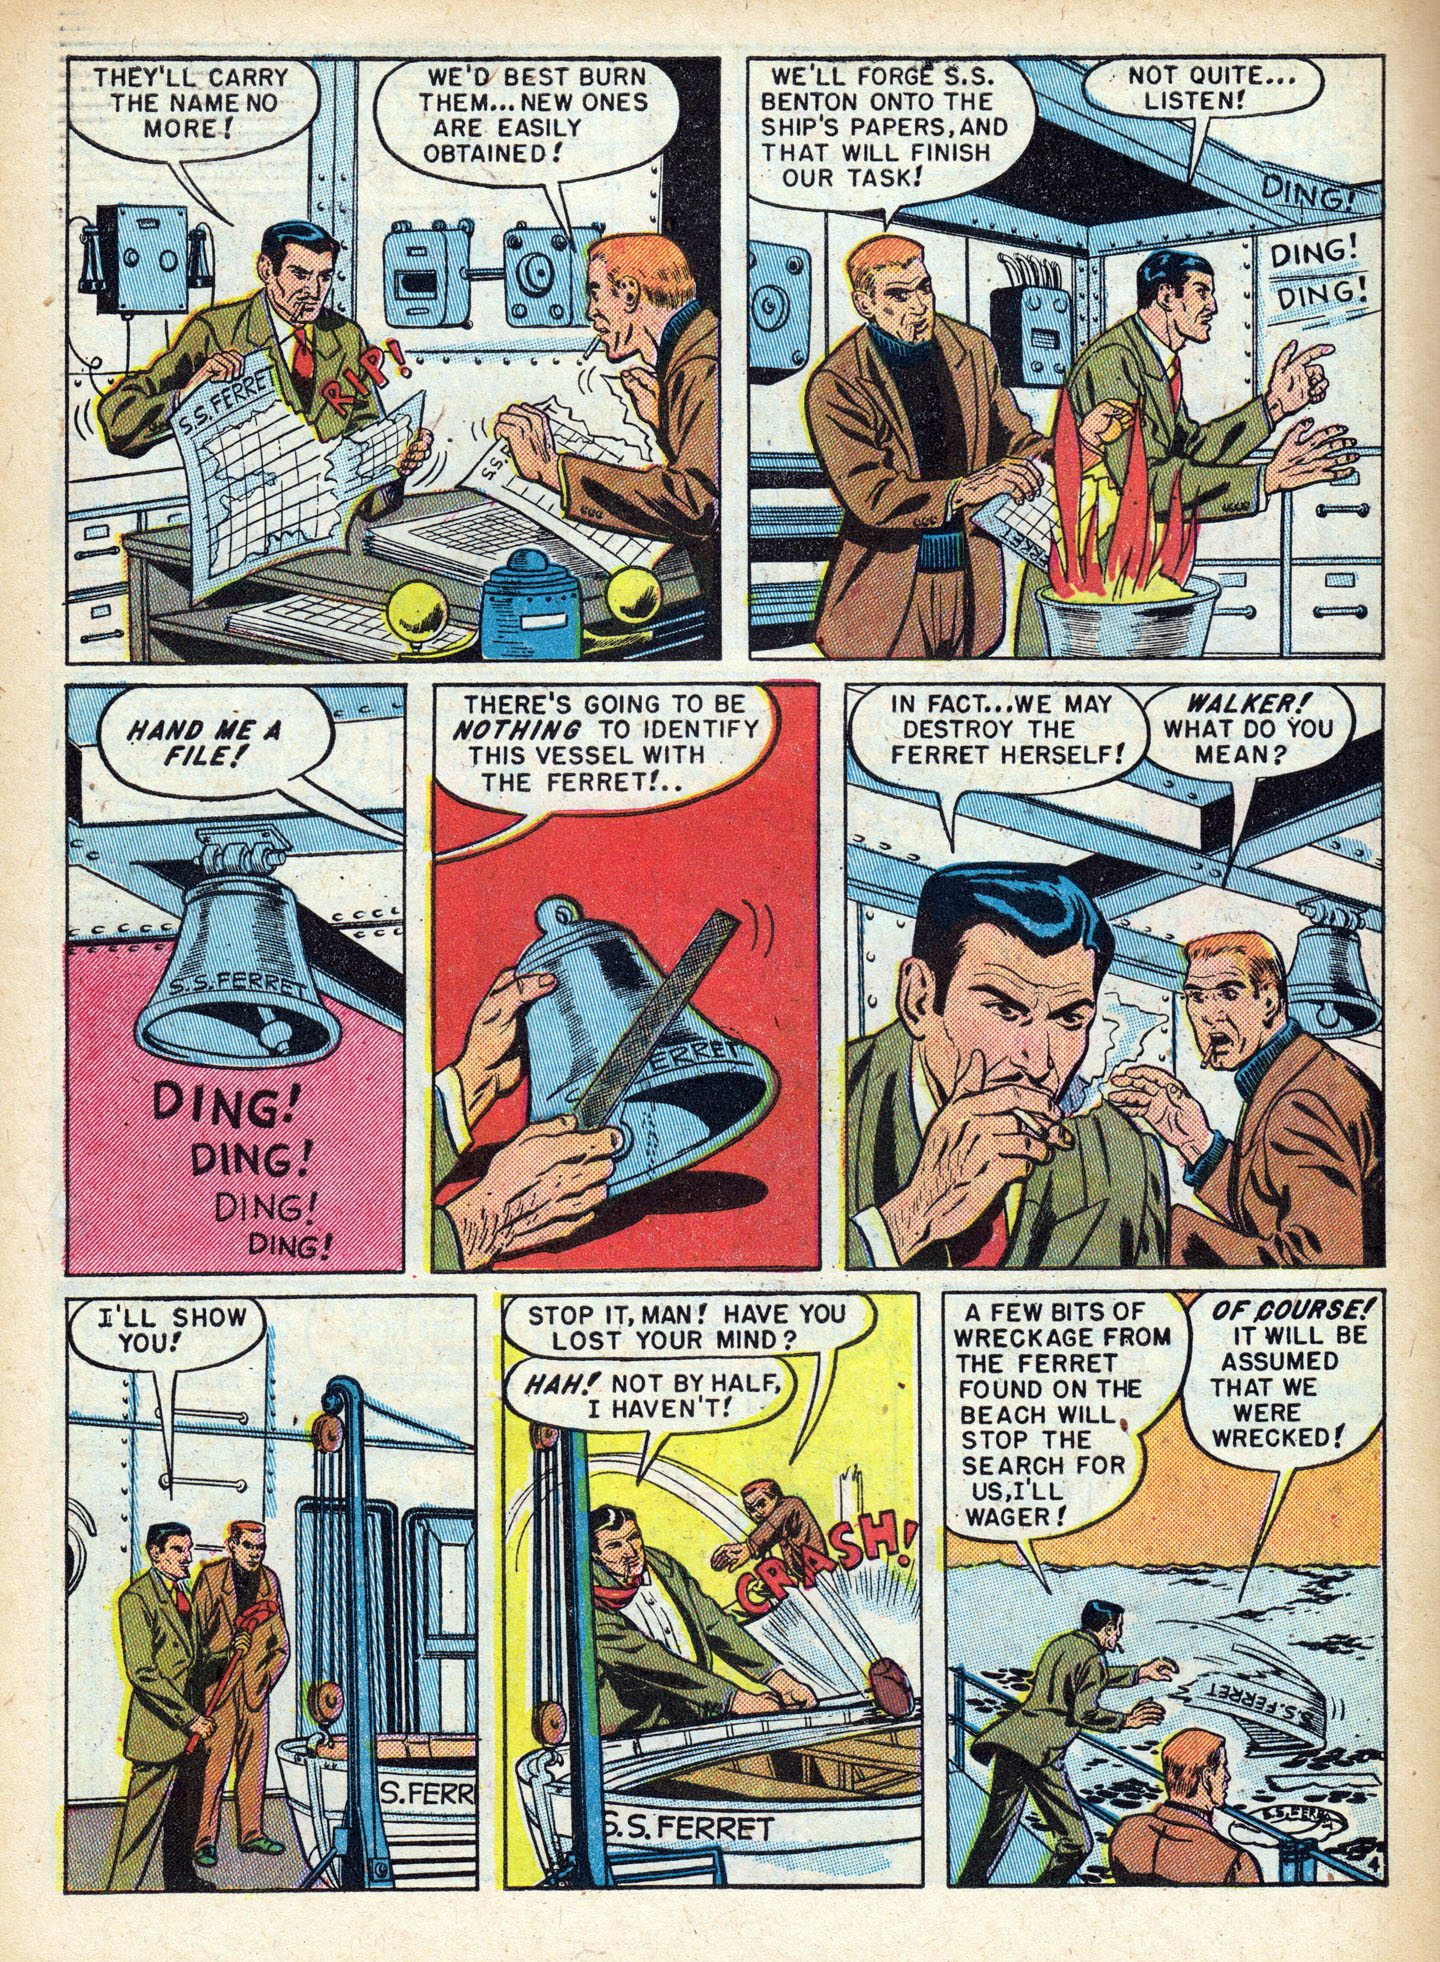 THEY'LL CARRY
THE NAME NO
MORE!
WE'D BEST BURN
THEM...NEW ONES
ARE EASILY
OBTAINED!
RIP!
S.S. FERRET
S.S.
WE'LL FORGE S.S.
BENTON ONTO THE
SHIP'S PAPERS, AND
THAT WILL FINISH
OUR TASK!
NOT QUITE...
LISTEN!
DING!
DING!
DING!
HAND ME A
FILE!
S.S. FERRET
DING!
DING!
DING!
DING!
THERE'S GOING TO BE
NOTHING TO IDENTIFY
THIS VESSEL WITH
THE FERRET!..
FERRET
IN FACT...WE MAY
DESTROY THE
FERRET HERSELF!
WALKER!
WHAT DO YOU
MEAN?
I'LL SHOW
YOU!
S. FERR
STOP IT, MAN! HAVE YOU
LOST YOUR MIND?
HAH! NOT BY HALF,
I HAVEN'T!
CRASH!
S.S. FERRET
A FEW BITS OF
WRECKAGE FROM
THE FERRET
FOUND ON THE
BEACH WILL
STOP THE
SEARCH FOR
US, I'LL
WAGER!
OF COURSE!
IT WILL BE
ASSUMED
THAT WE
WERE
WRECKED!
S.S. FERRET
4